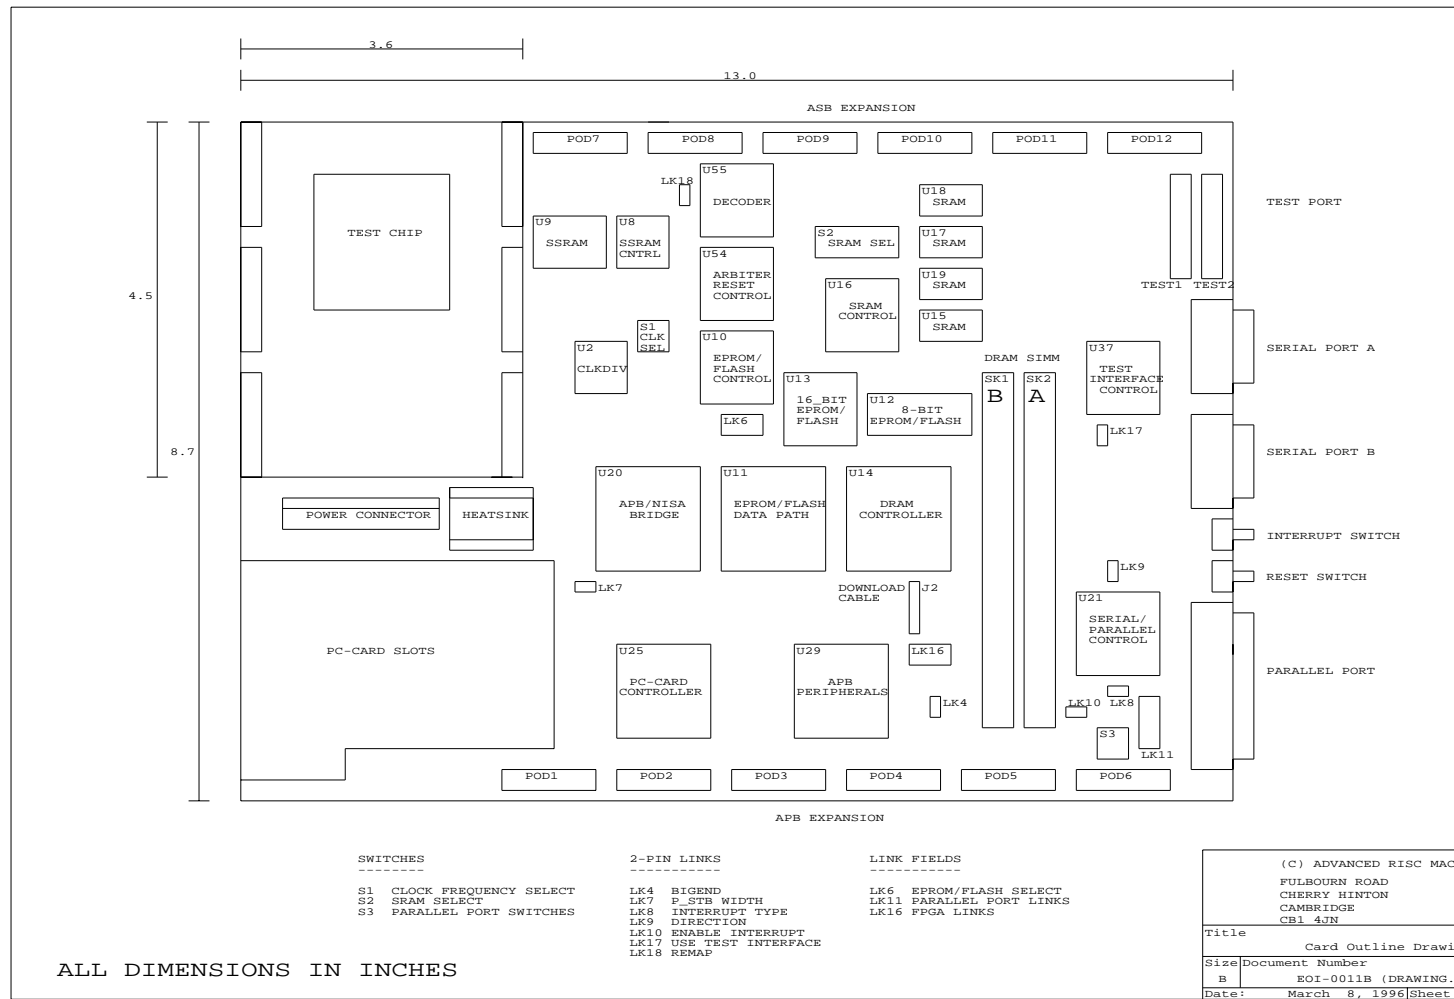 3.6
13.0
ASB EXPANSION
POD7 POD8 POD9 POD10 POD11 POD12
U55
DECODER
LK18
U18
SRAM
TEST PORT
TEST CHIP
U9
SSRAM
U8
SSRAM
CNTRL
S2
SRAM SEL
U17
SRAM
U54
ARBITER
RESET
CONTROL
U19
SRAM
U16
SRAM
CONTROL
TEST1 TEST2
4.5
U15
SRAM
S1
CLK
SEL
U10
EPROM/
FLASH
CONTROL
U2
CLKDIV
U37
TEST
INTERFACE
CONTROL
SERIAL PORT A
DRAM SIMM
SK1
B
SK2
A
U13
16_BIT
EPROM/
FLASH
U12
8-BIT
EPROM/FLASH
LK6
LK17
8.7
SERIAL PORT B
U20
APB/NISA
BRIDGE
U11
EPROM/FLASH
DATA PATH
U14
DRAM
CONTROLLER
POWER CONNECTOR
HEATSINK
INTERRUPT SWITCH
LK9
RESET SWITCH
LK7
DOWNLOAD
CABLE
J2
U21
SERIAL/
PARALLEL
CONTROL
PC-CARD SLOTS
U25
PC-CARD
CONTROLLER
U29
APB
PERIPHERALS
LK16
PARALLEL PORT
LK4
LK10 LK8
S3
LK11
POD1 POD2 POD3 POD4 POD5 POD6
APB EXPANSION
SWITCHES
--------
S1 CLOCK FREQUENCY SELECT
S2 SRAM SELECT
S3 PARALLEL PORT SWITCHES
2-PIN LINKS
-----------
LK4 BIGEND
LK7 P_STB WIDTH
LK8 INTERRUPT TYPE
LK9 DIRECTION
LK10 ENABLE INTERRUPT
LK17 USE TEST INTERFACE
LK18 REMAP
LINK FIELDS
-----------
LK6 EPROM/FLASH SELECT
LK11 PARALLEL PORT LINKS
LK16 FPGA LINKS
ALL DIMENSIONS IN INCHES
(C) ADVANCED RISC MAC
FULBOURN ROAD
CHERRY HINTON
CAMBRIDGE
CB1 4JN
Title
Card Outline Drawi
Size Document Number
B EOI-0011B (DRAWING.
Date: March 8, 1996 Sheet